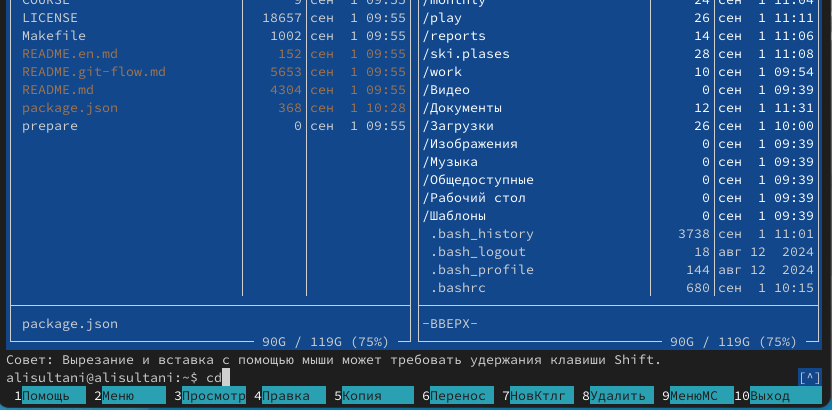 COURSE 9 сен 1 09:55
LICENSE 18657 сен 1 09:55
Makefile 1002 сен 1 09:55
README.en.md 152 сен 1 09:55
README.git-flow.md 5653 сен 1 09:55
README.md 4304 сен 1 09:55
package.json 368 сен 1 10:28
prepare 0 сен 1 09:55
package.json
90G / 119G (75%)
/monthly 24 сен 1 11:04
/play 26 сен 1 11:11
/reports 14 сен 1 11:06
/ski.plases 28 сен 1 11:08
/work 10 сен 1 09:54
/Видео 0 сен 1 09:39
/Документы 12 сен 1 11:31
/Загрузки 26 сен 1 10:00
/Изображения 0 сен 1 09:39
/Музыка 0 сен 1 09:39
/Общедоступные 0 сен 1 09:39
/Рабочий стол 0 сен 1 09:39
/Шаблоны 0 сен 1 09:39
.bash_history 3738 сен 1 11:01
.bash_logout 18 авг 12 2024
.bash_profile 144 авг 12 2024
.bashrc 680 сен 1 10:15
-ВВЕРХ-
90G / 119G (75%)
Совет: Вырезание и вставка с помощью мыши может требовать удержания клавиши Shift.
alisultani@alisultani:~$ cd [^]
1Помощь 2Меню 3Просмотр 4Правка 5Копия 6Перенос 7НовКтлг 8Удалить 9МенюМС 10Выход